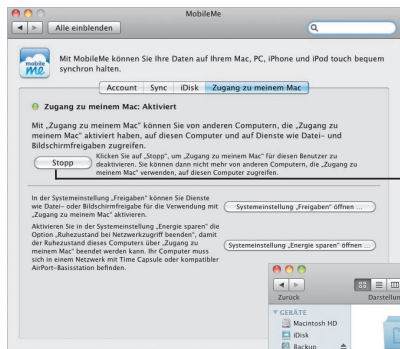 MobileMe
Alle einblenden
mobile
me
Mit MobileMe können Sie Ihre Daten auf Ihrem Mac, PC, iPhone und iPod touch bequem
synchron halten.
Account Sync iDisk Zugang zu meinem Mac
Zugang zu meinem Mac: Aktiviert
Mit „Zugang zu meinem Mac“ können Sie von anderen Computern, die „Zugang zu
meinem Mac“ aktiviert haben, auf diesen Computer und auf Dienste wie Datei- und
Bildschirmfreigaben zugreifen.
Stopp
Klicken Sie auf „Stopp“, um „Zugang zu meinem Mac“ für diesen Benutzer zu
deaktivieren. Sie können dann nicht mehr von anderen Computern, die „Zugang zu
meinem Mac“ verwenden, auf diesen Computer zugreifen.
In der Systemeinstellung „Freigaben“ können Sie Dienste
wie Datei- oder Bildschirmfreigabe für die Verwendung mit
„Zugang zu meinem Mac“ aktivieren.
Systemeinstellung „Freigaben“ öffnen ...
Aktivieren Sie in der Systemeinstellung „Energie sparen“ die
Option „Ruhezustand bei Netzwerkzugriff beenden“, damit
der Ruhezustand dieses Computers über „Zugang zu
meinem Mac“ beendet werden kann. Ihr Computer muss
sich in einem Netzwerk mit Time Capsule oder kompatibler
AirPort-Basisstation befinden.
Systemeinstellung „Energie sparen“ öffnen ...
Zurück
Darstellun
GERÄTE
Macintosh HD
iDisk
Backup